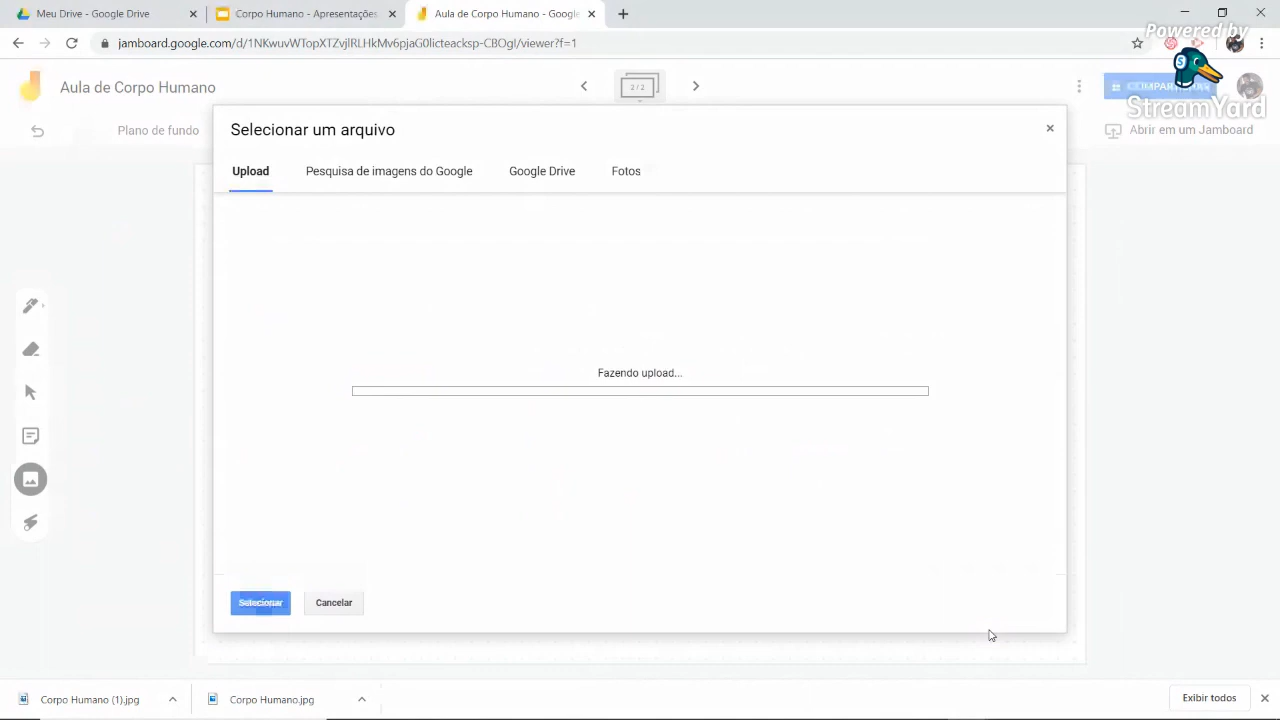 Meu Drive - Google Drive
Corpo Humano - Apresentações
Aula de Corpo Humano - Google
jamboard.google.com/d/1NKwuvWTopXTZvjlRLHkMv6pjaG0licteacksp-CBOgI/viewer?f=1
Powered by
StreamYard
Aula de Corpo Humano
2 / 2
Plano de fundo
Abrir em um Jamboard
Selecionar um arquivo
Upload
Pesquisa de imagens do Google
Google Drive
Fotos
Fazendo upload...
Selecionar
Cancelar
Corpo Humano (1).jpg
Corpo Humano.jpg
Exibir todos